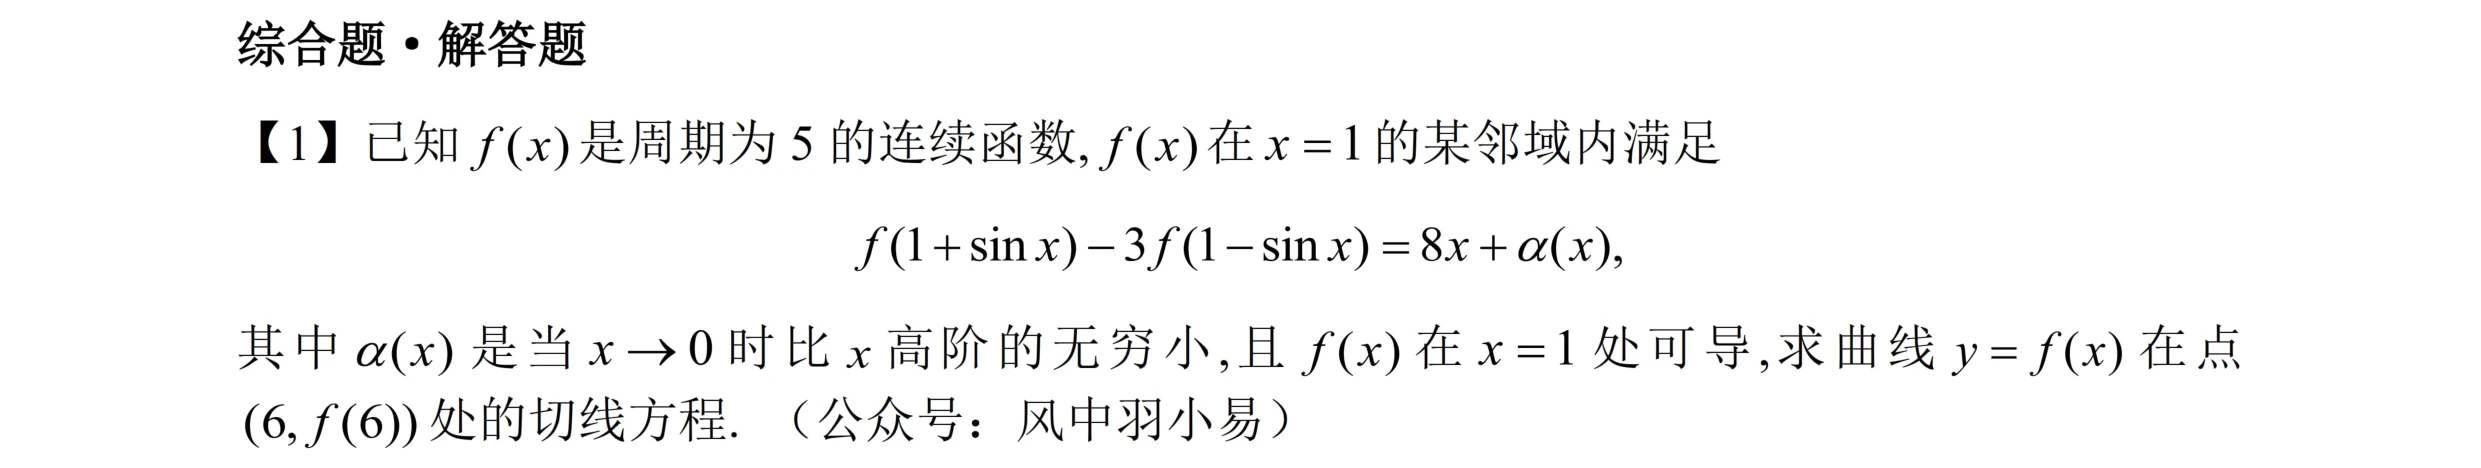 综合题·解答题
【1】已知 f(x) 是周期为 5 的连续函数, f(x) 在 x = 1 的某邻域内满足
f(1+sin x) − 3f(1−sin x) = 8x + α(x),
其中 α(x) 是当 x → 0 时比 x 高阶的无穷小,且 f(x) 在 x = 1 处可导,求曲线 y = f(x) 在点
(6, f(6)) 处的切线方程. （公众号：风中羽小易）